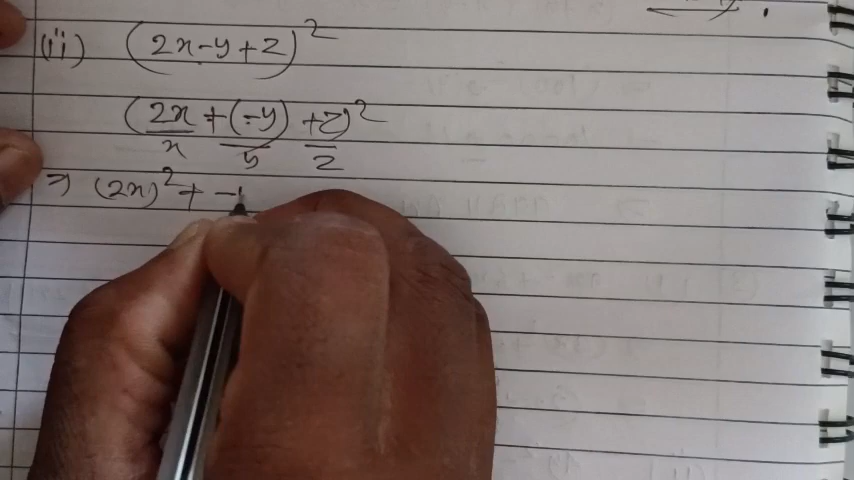 (ii) (2x-y+z)²
(2x + (-y) + z)²
x y z
⇒ (2x)² + -